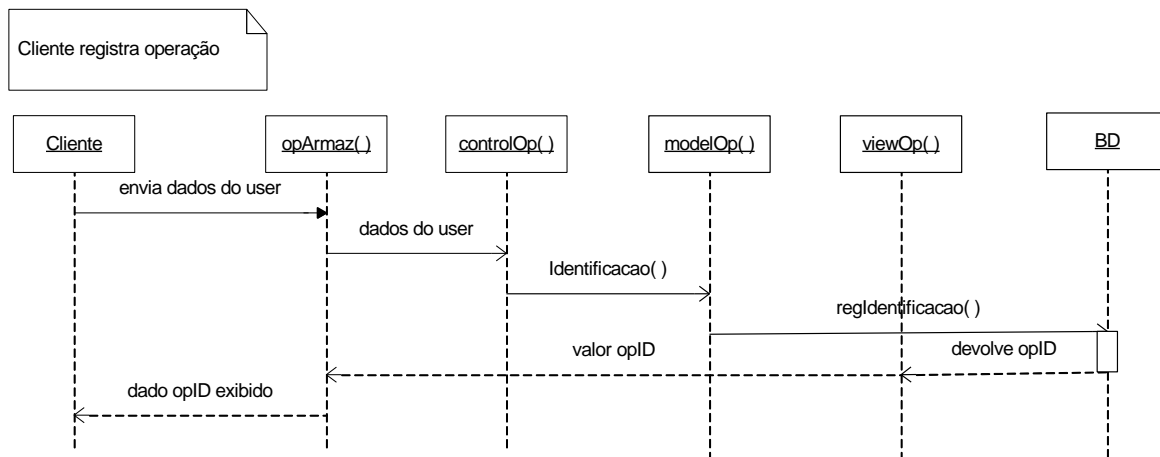 Cliente registra operação
Cliente
opArmaz( )
controlOp( )
modelOp( )
viewOp( )
BD
envia dados do user
dados do user
Identificacao( )
regIdentificacao( )
valor opID
devolve opID
dado opID exibido